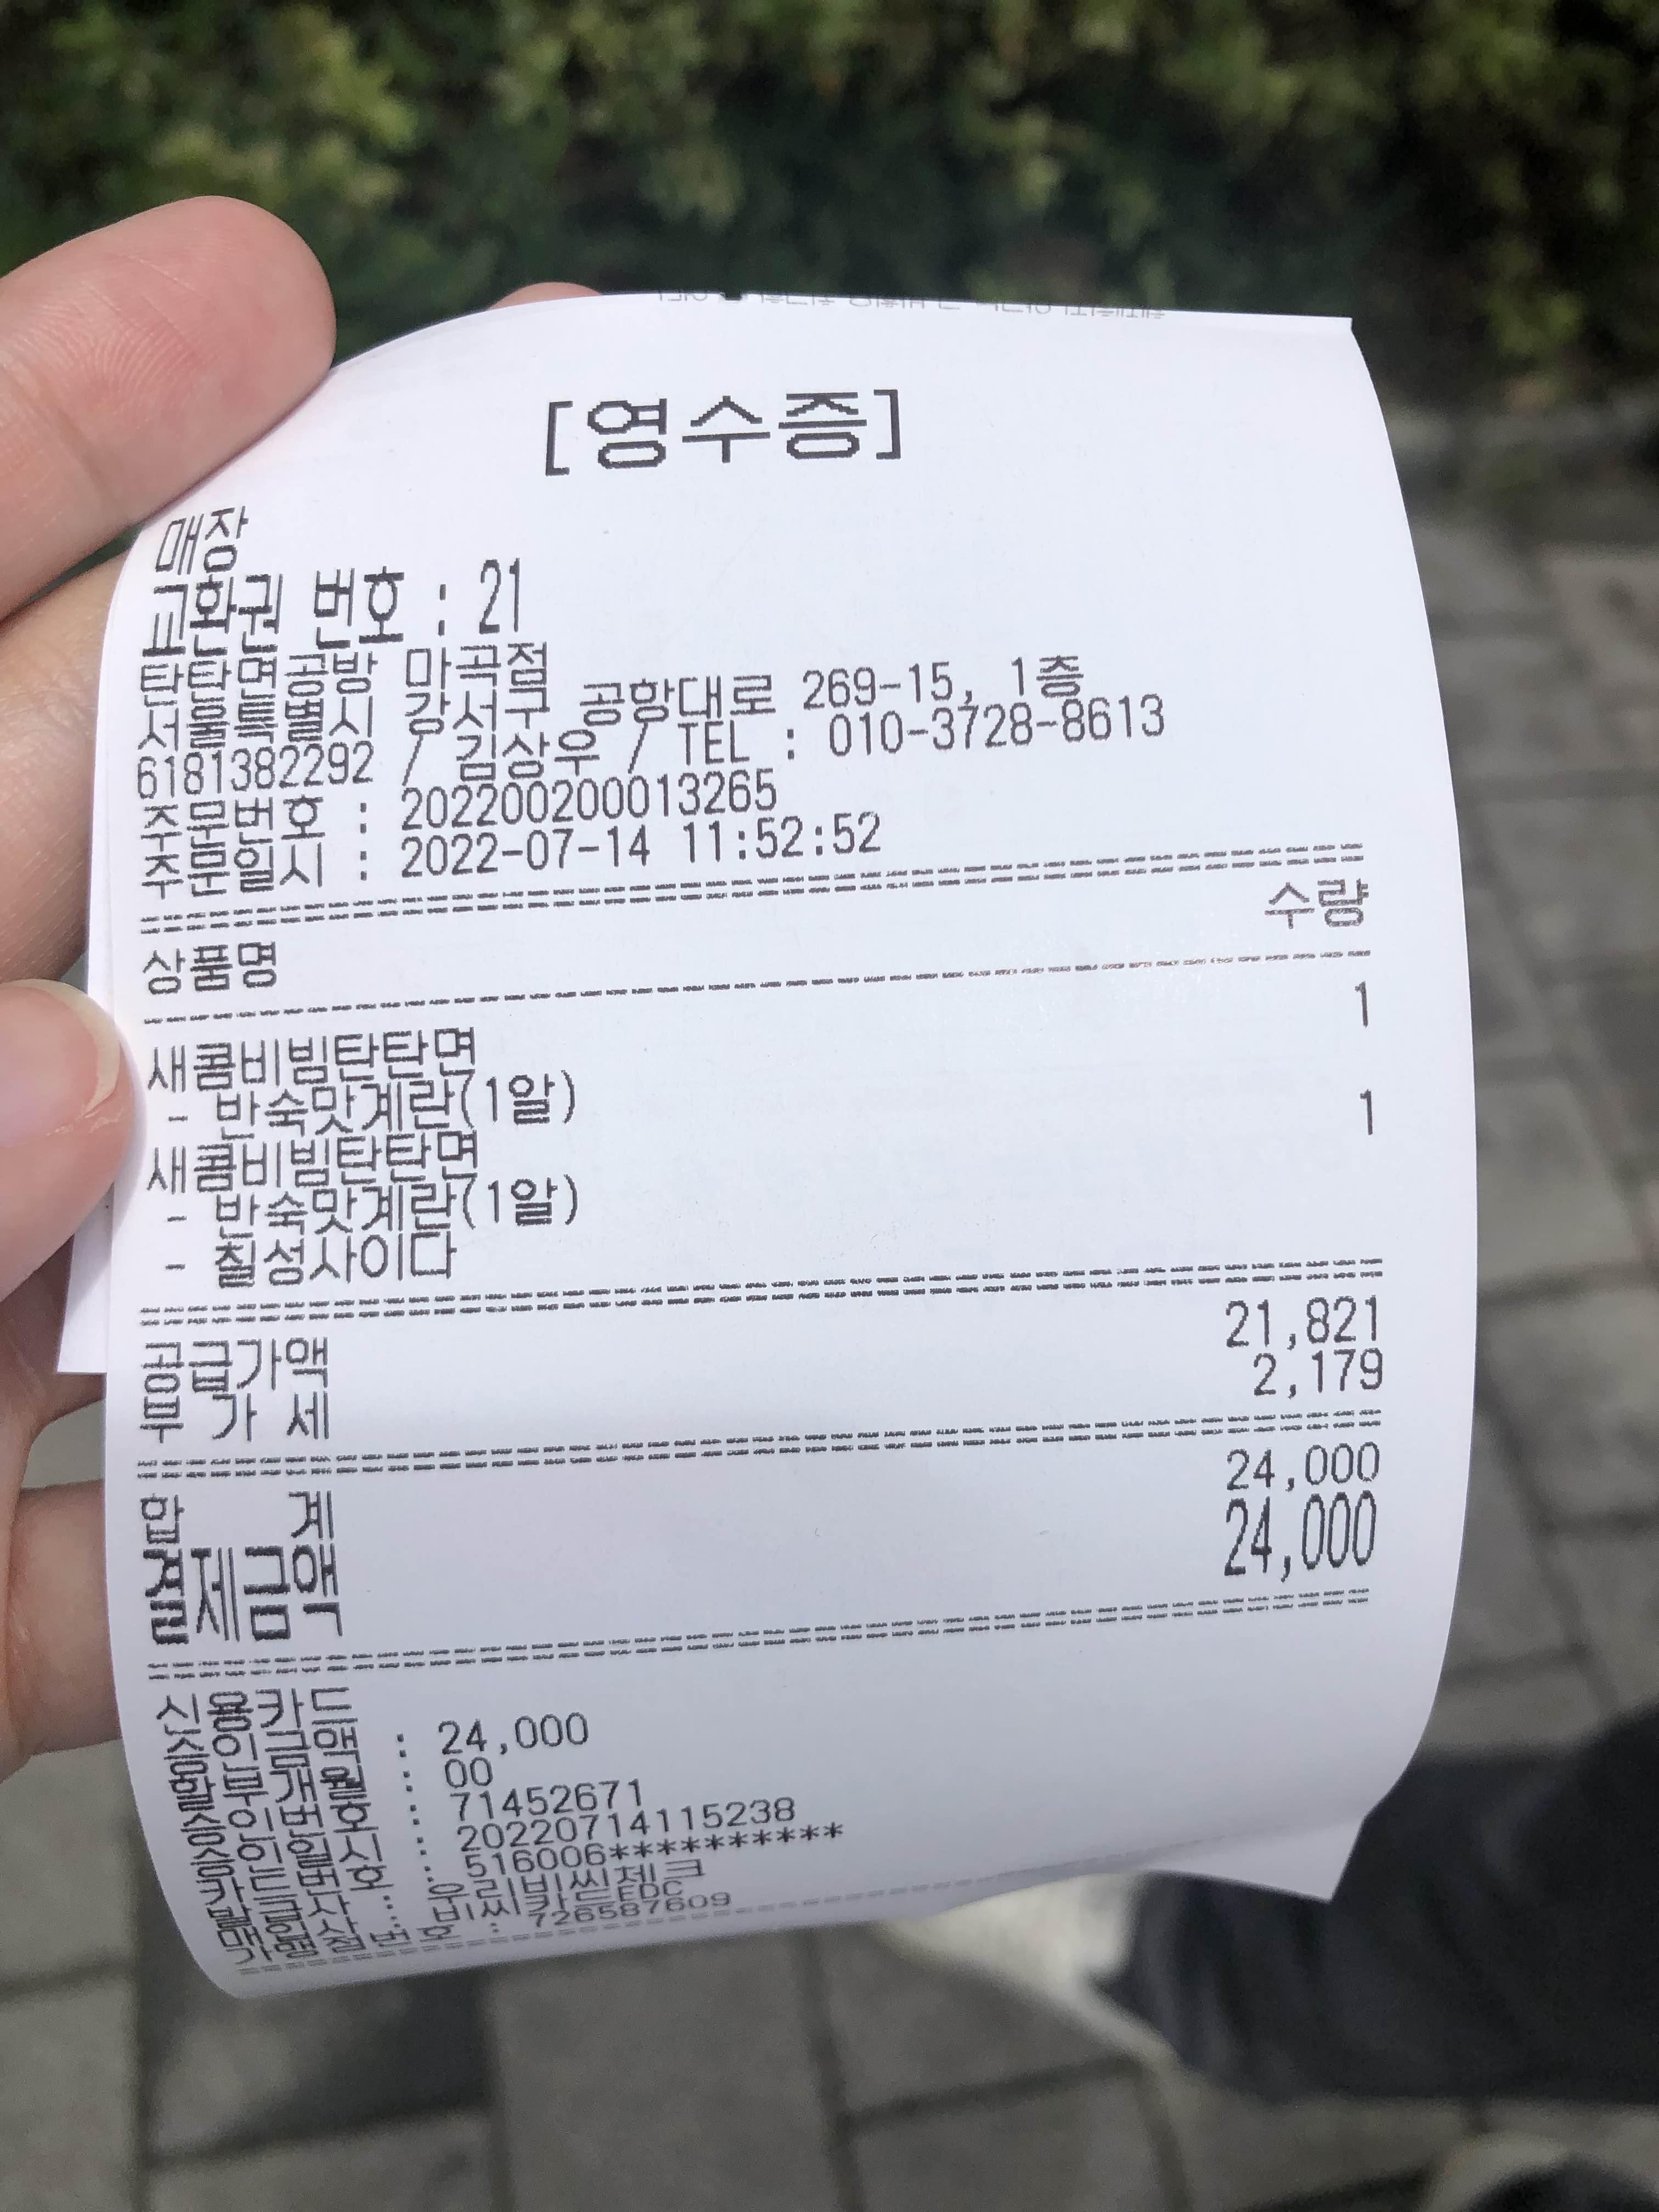 [영수증]
매장
교환권 번호 : 21
탄탄면공방 마곡점
서울특별시 강서구 공항대로 269-15, 1층
6181382292 / 김상우 / TEL : 010-3728-8613
주문번호 : 202200200013265
주문일시 : 2022-07-14 11:52:52
상품명 수량
새콤비빔탄탄면 1
- 반숙맛계란(1알)
새콤비빔탄탄면 1
- 반숙맛계란(1알)
- 칠성사이다
공급가액 21,821
부 가 세 2,179
합 계 24,000
결제금액 24,000
신용카드
승인금액 : 24,000
할부개월 : 00
승인번호 : 71452671
승인일시 : 20220714115238
카드번호 : 516006**********
발급사 : 우리비씨체크
매입사 : 비씨카드EDC
가맹점번호 : 726587609